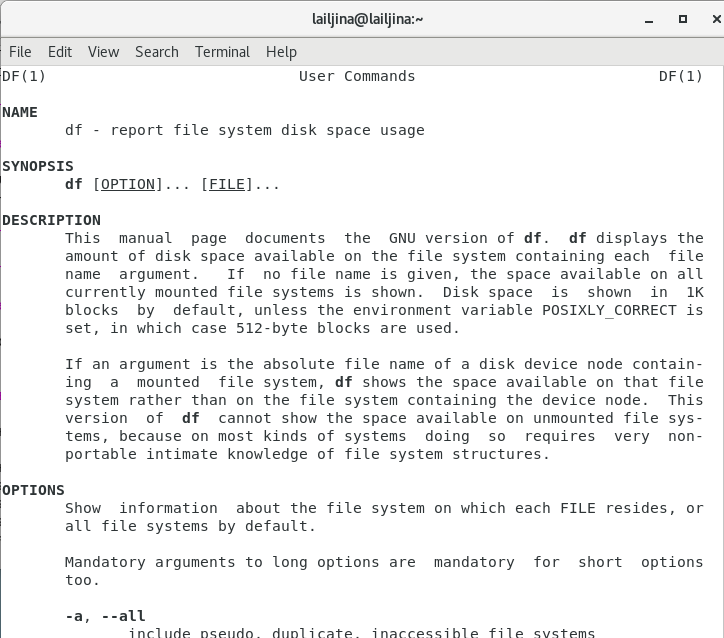 lailjina@lailjina:~
File Edit View Search Terminal Help
DF(1) User Commands DF(1)
NAME
df - report file system disk space usage
SYNOPSIS
df [OPTION]... [FILE]...
DESCRIPTION
This manual page documents the GNU version of df. df displays the
amount of disk space available on the file system containing each file
name argument. If no file name is given, the space available on all
currently mounted file systems is shown. Disk space is shown in 1K
blocks by default, unless the environment variable POSIXLY_CORRECT is
set, in which case 512-byte blocks are used.
If an argument is the absolute file name of a disk device node contain-
ing a mounted file system, df shows the space available on that file
system rather than on the file system containing the device node. This
version of df cannot show the space available on unmounted file sys-
tems, because on most kinds of systems doing so requires very non-
portable intimate knowledge of file system structures.
OPTIONS
Show information about the file system on which each FILE resides, or
all file systems by default.
Mandatory arguments to long options are mandatory for short options
too.
-a, --all
include pseudo, duplicate, inaccessible file systems